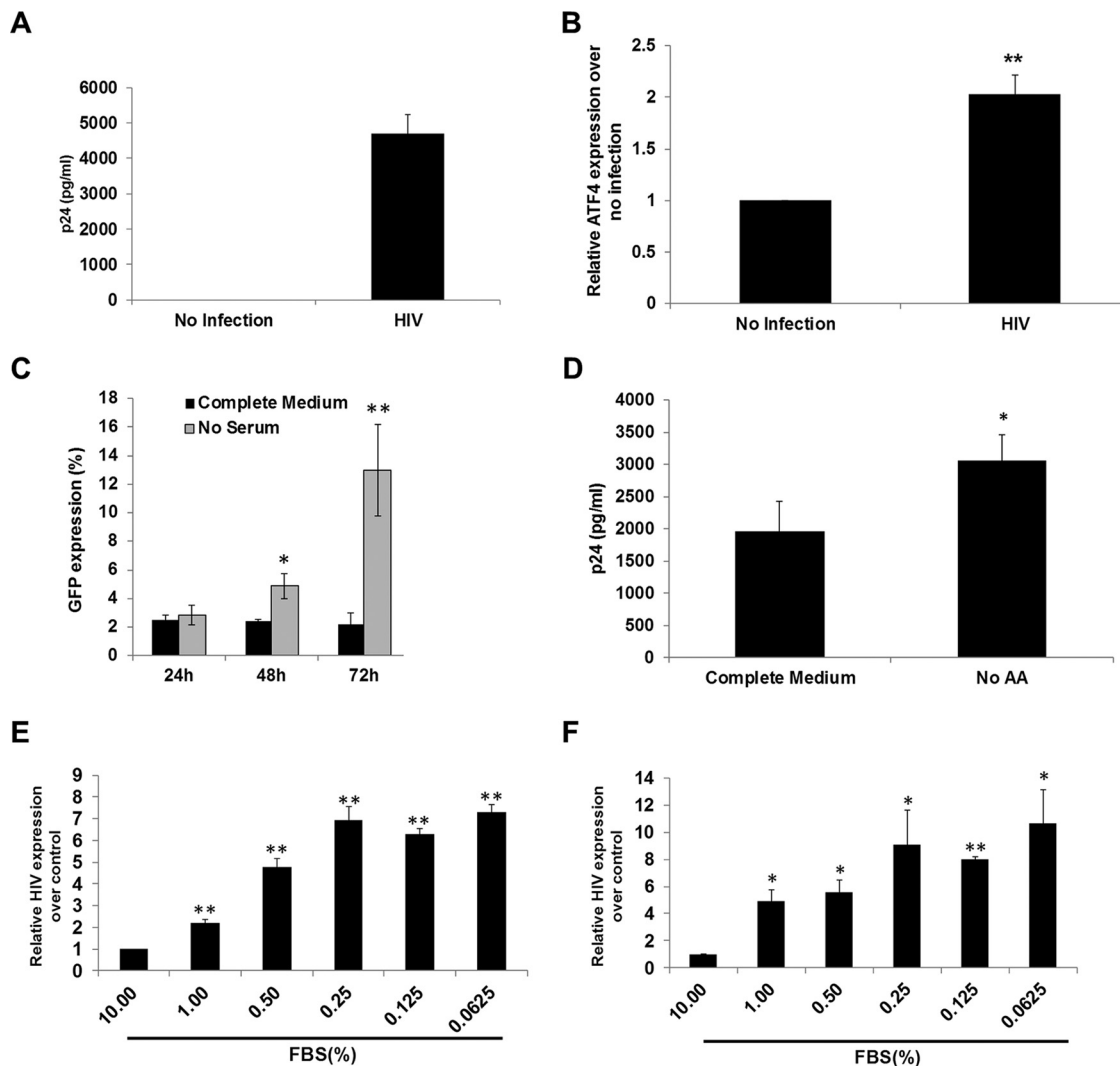 A
p24 (pg/ml)
6000
5000
4000
3000
2000
1000
0
No Infection
HIV
B
Relative ATF4 expression over
no infection
2.5
2
1.5
1
0.5
0
**
No Infection
HIV
C
GFP expression (%)
18
16
14
12
10
8
6
4
2
0
Complete Medium
No Serum
*
**
24h
48h
72h
D
p24 (pg/ml)
4000
3500
3000
2500
2000
1500
1000
500
0
*
Complete Medium
No AA
E
Relative HIV expression
over control
9
8
7
6
5
4
3
2
1
0
**
**
**
**
**
10.00
1.00
0.50
0.25
0.125
0.0625
FBS(%)
F
Relative HIV expression
over control
14
12
10
8
6
4
2
0
*
*
*
**
*
10.00
1.00
0.50
0.25
0.125
0.0625
FBS(%)